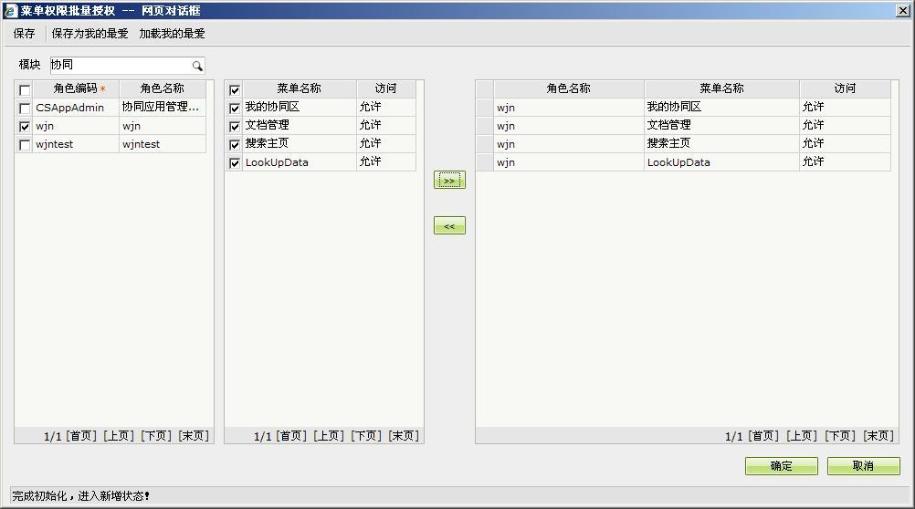 菜单权限批量授权 -- 网页对话框
保存 保存为我的最爱 加载我的最爱
模块 协同
角色编码* 角色名称 菜单名称 访问 角色名称 菜单名称 访问
CSAppAdmin 协同应用管理... 我的协同区 允许 wjn 我的协同区 允许
wjn wjn 文档管理 允许 wjn 文档管理 允许
wjntest wjntest 搜索主页 允许 wjn 搜索主页 允许
LookUpData 允许 wjn LookUpData 允许
>>
<<
1/1 [首页] [上页] [下页] [末页] 1/1 [首页] [上页] [下页] [末页] 1/1 [首页] [上页] [下页] [末页]
确定 取消
完成初始化，进入新增状态！